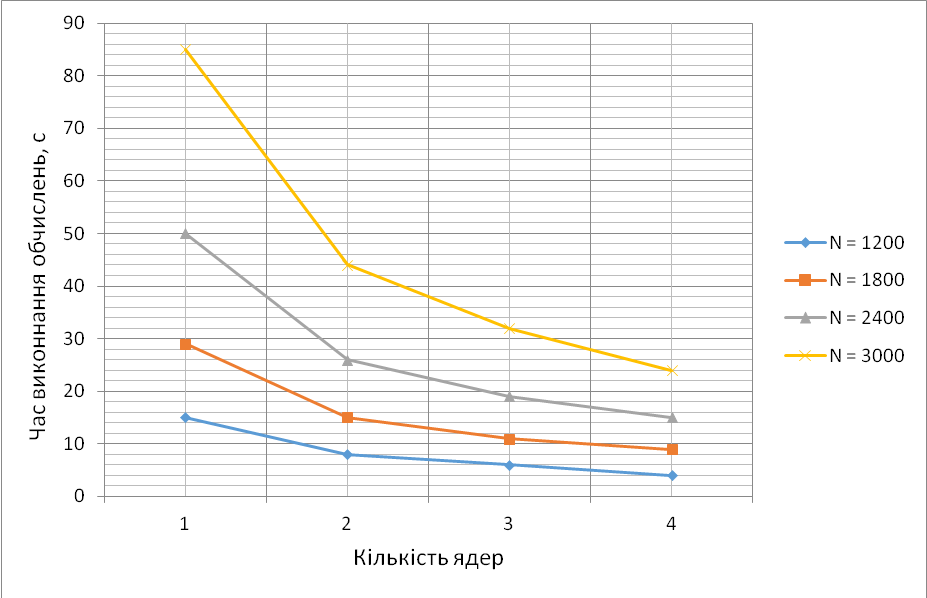 90
80
70
60
50
40
30
20
10
0
Час виконнання обчислень, с
1 2 3 4
Кількість ядер
N = 1200
N = 1800
N = 2400
N = 3000